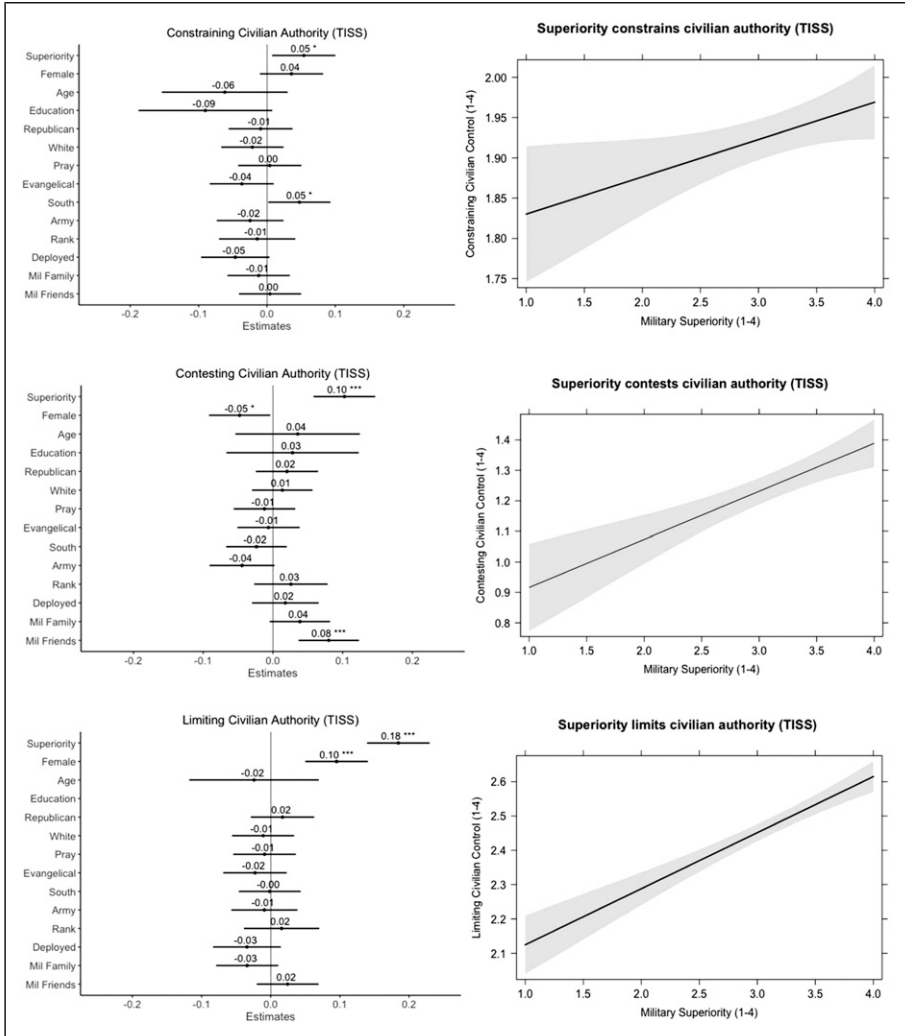 Constraining Civilian Authority (TISS)
Superiority 0.05 *
Female 0.04
Age -0.06
Education -0.09
Republican -0.01
White -0.02
Pray 0.00
Evangelical -0.04
South 0.05 *
Army -0.02
Rank -0.01
Deployed -0.05
Mil Family -0.01
Mil Friends 0.00
-0.2 -0.1 0.0 0.1 0.2
Estimates
Superiority constrains civilian authority (TISS)
Constraining Civilian Control (1-4)
2.00
1.95
1.90
1.85
1.80
1.75
1.0 1.5 2.0 2.5 3.0 3.5 4.0
Military Superiority (1-4)
Contesting Civilian Authority (TISS)
Superiority 0.10 ***
Female -0.05 *
Age 0.04
Education 0.03
Republican 0.02
White 0.01
Pray -0.01
Evangelical -0.01
South -0.02
Army -0.04
Rank 0.03
Deployed 0.02
Mil Family 0.04
Mil Friends 0.08 ***
-0.2 -0.1 0.0 0.1 0.2
Estimates
Superiority contests civilian authority (TISS)
Contesting Civilian Control (1-4)
1.4
1.3
1.2
1.1
1.0
0.9
0.8
1.0 1.5 2.0 2.5 3.0 3.5 4.0
Military Superiority (1-4)
Limiting Civilian Authority (TISS)
Superiority 0.18 ***
Female 0.10 ***
Age -0.02
Education
Republican 0.02
White -0.01
Pray -0.01
Evangelical -0.02
South -0.00
Army -0.01
Rank 0.02
Deployed -0.03
Mil Family -0.03
Mil Friends 0.02
-0.2 -0.1 0.0 0.1 0.2
Estimates
Superiority limits civilian authority (TISS)
Limiting Civilian Control (1-4)
2.6
2.5
2.4
2.3
2.2
2.1
1.0 1.5 2.0 2.5 3.0 3.5 4.0
Military Superiority (1-4)